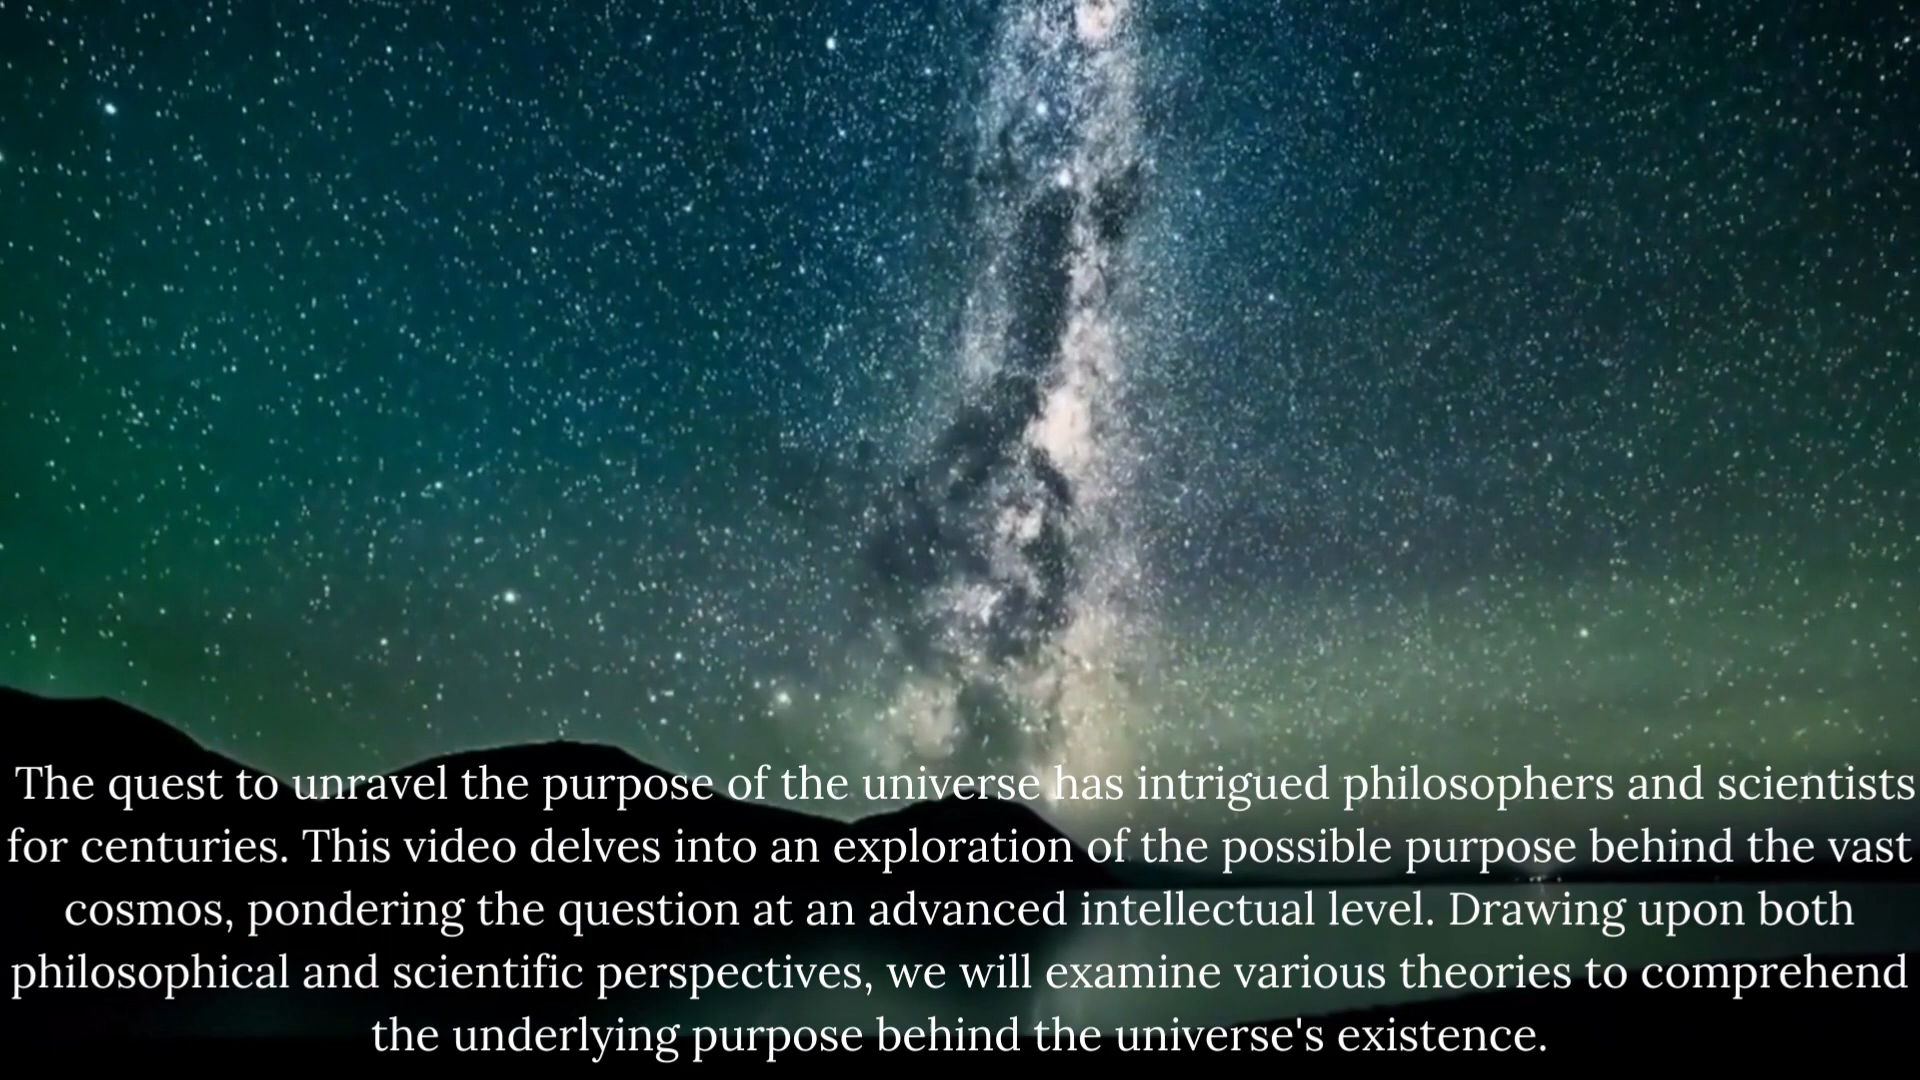 The quest to unravel the purpose of the universe has intrigued philosophers and scientists
for centuries. This video delves into an exploration of the possible purpose behind the vast
cosmos, pondering the question at an advanced intellectual level. Drawing upon both
philosophical and scientific perspectives, we will examine various theories to comprehend
the underlying purpose behind the universe's existence.